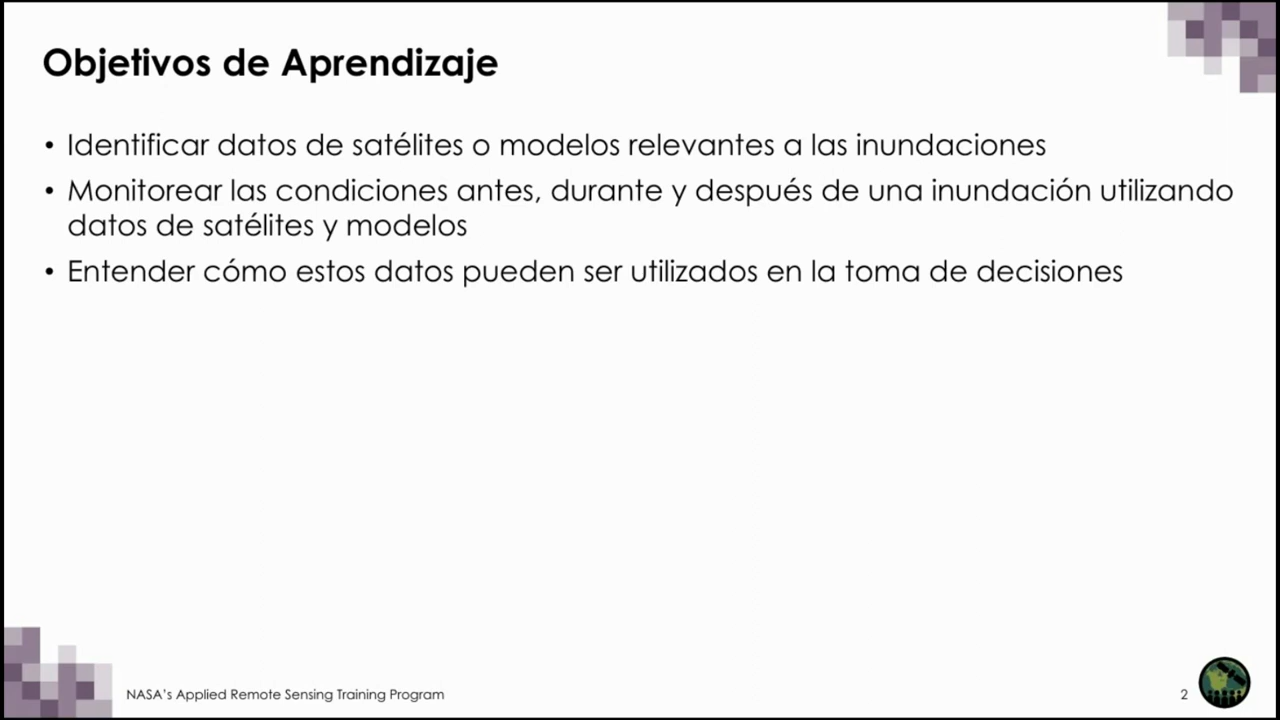 Objetivos de Aprendizaje
• Identificar datos de satélites o modelos relevantes a las inundaciones
• Monitorear las condiciones antes, durante y después de una inundación utilizando
datos de satélites y modelos
• Entender cómo estos datos pueden ser utilizados en la toma de decisiones
NASA's Applied Remote Sensing Training Program
2